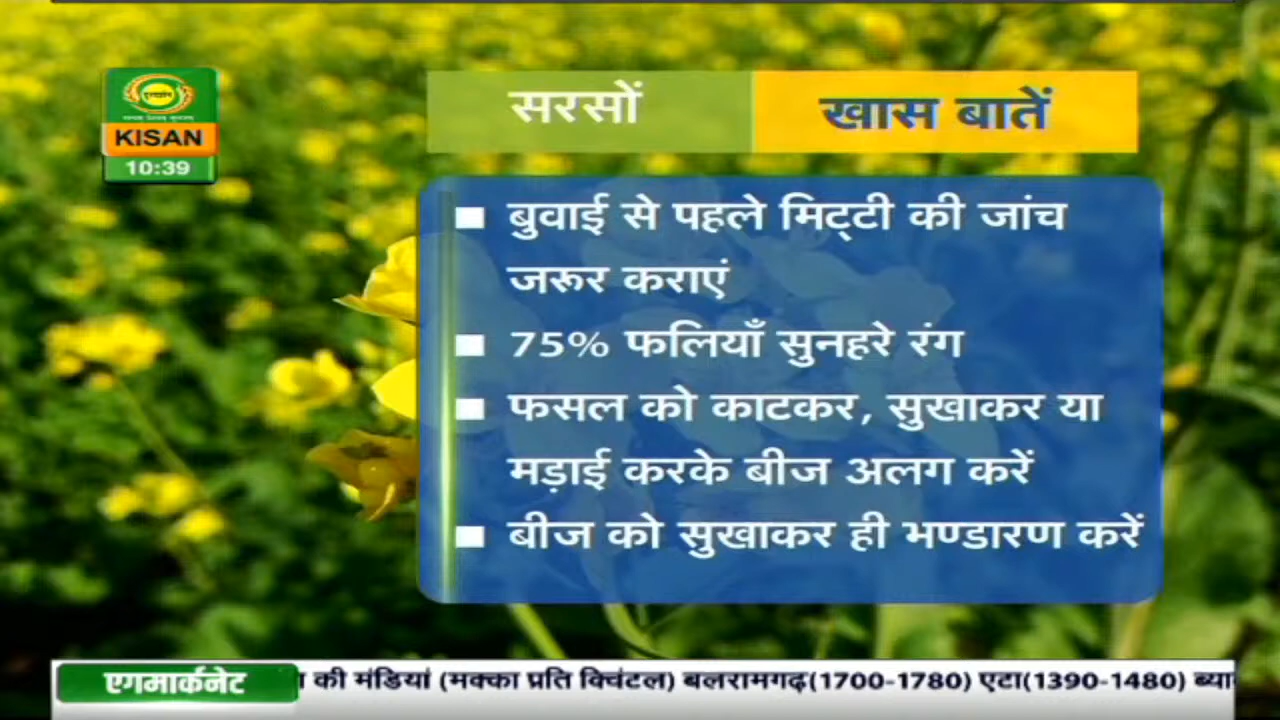 KISAN
10:39
सरसों
खास बातें
बुवाई से पहले मिट्टी की जांच
जरूर कराएं
75% फलियाँ सुनहरे रंग
फसल को काटकर, सुखाकर या
मड़ाई करके बीज अलग करें
बीज को सुखाकर ही भण्डारण करें
एगमार्कनेट
की मंडियां (मक्का प्रति क्विंटल) बलरामगढ़(1700-1780) एटा(1390-1480)